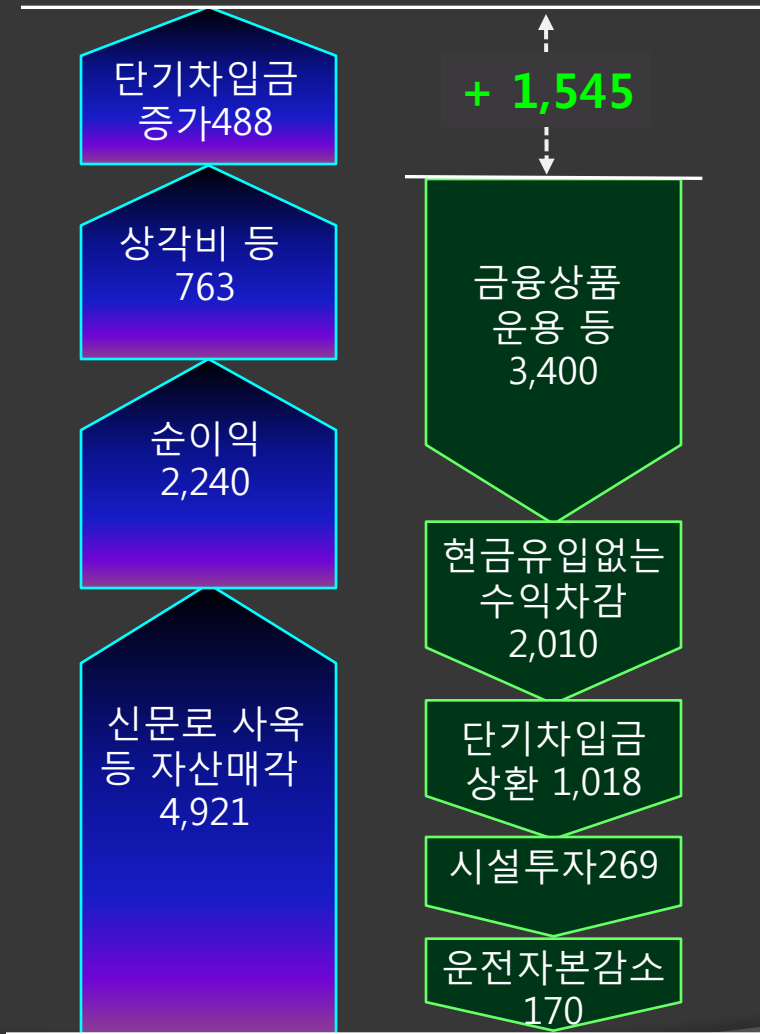 단기차입금
증가488
상각비 등
763
순이익
2,240
신문로 사옥
등 자산매각
4,921
+ 1,545
금융상품
운용 등
3,400
현금유입없는
수익차감
2,010
단기차입금
상환 1,018
시설투자269
운전자본감소
170